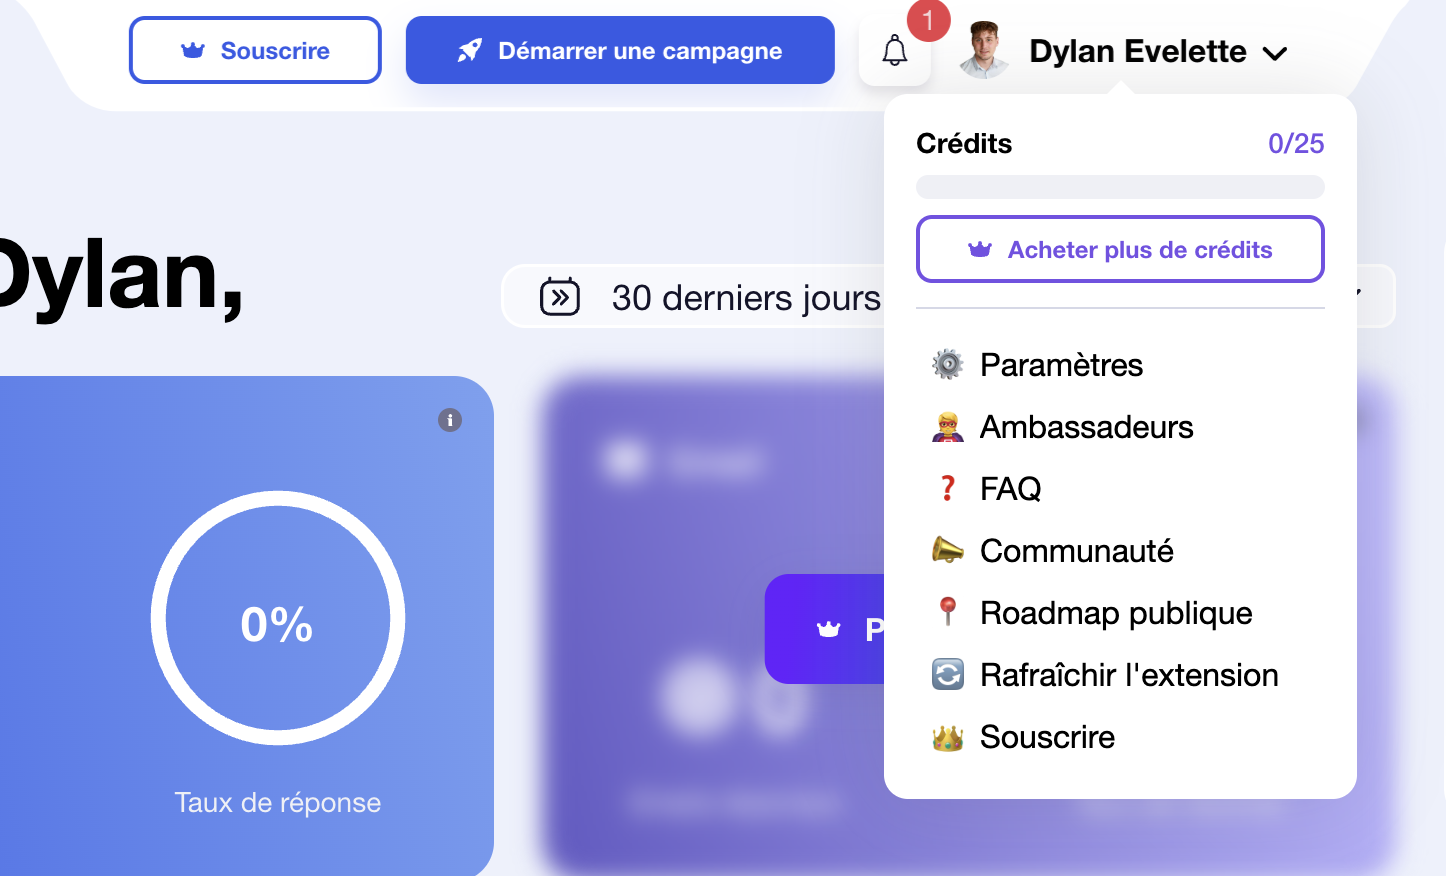 Souscrire
Démarrer une campagne
1
Dylan Evelette
Crédits
0/25
Acheter plus de crédits
Dylan,
30 derniers jours
Paramètres
Ambassadeurs
FAQ
Communauté
Roadmap publique
Rafraîchir l'extension
Souscrire
0%
Taux de réponse